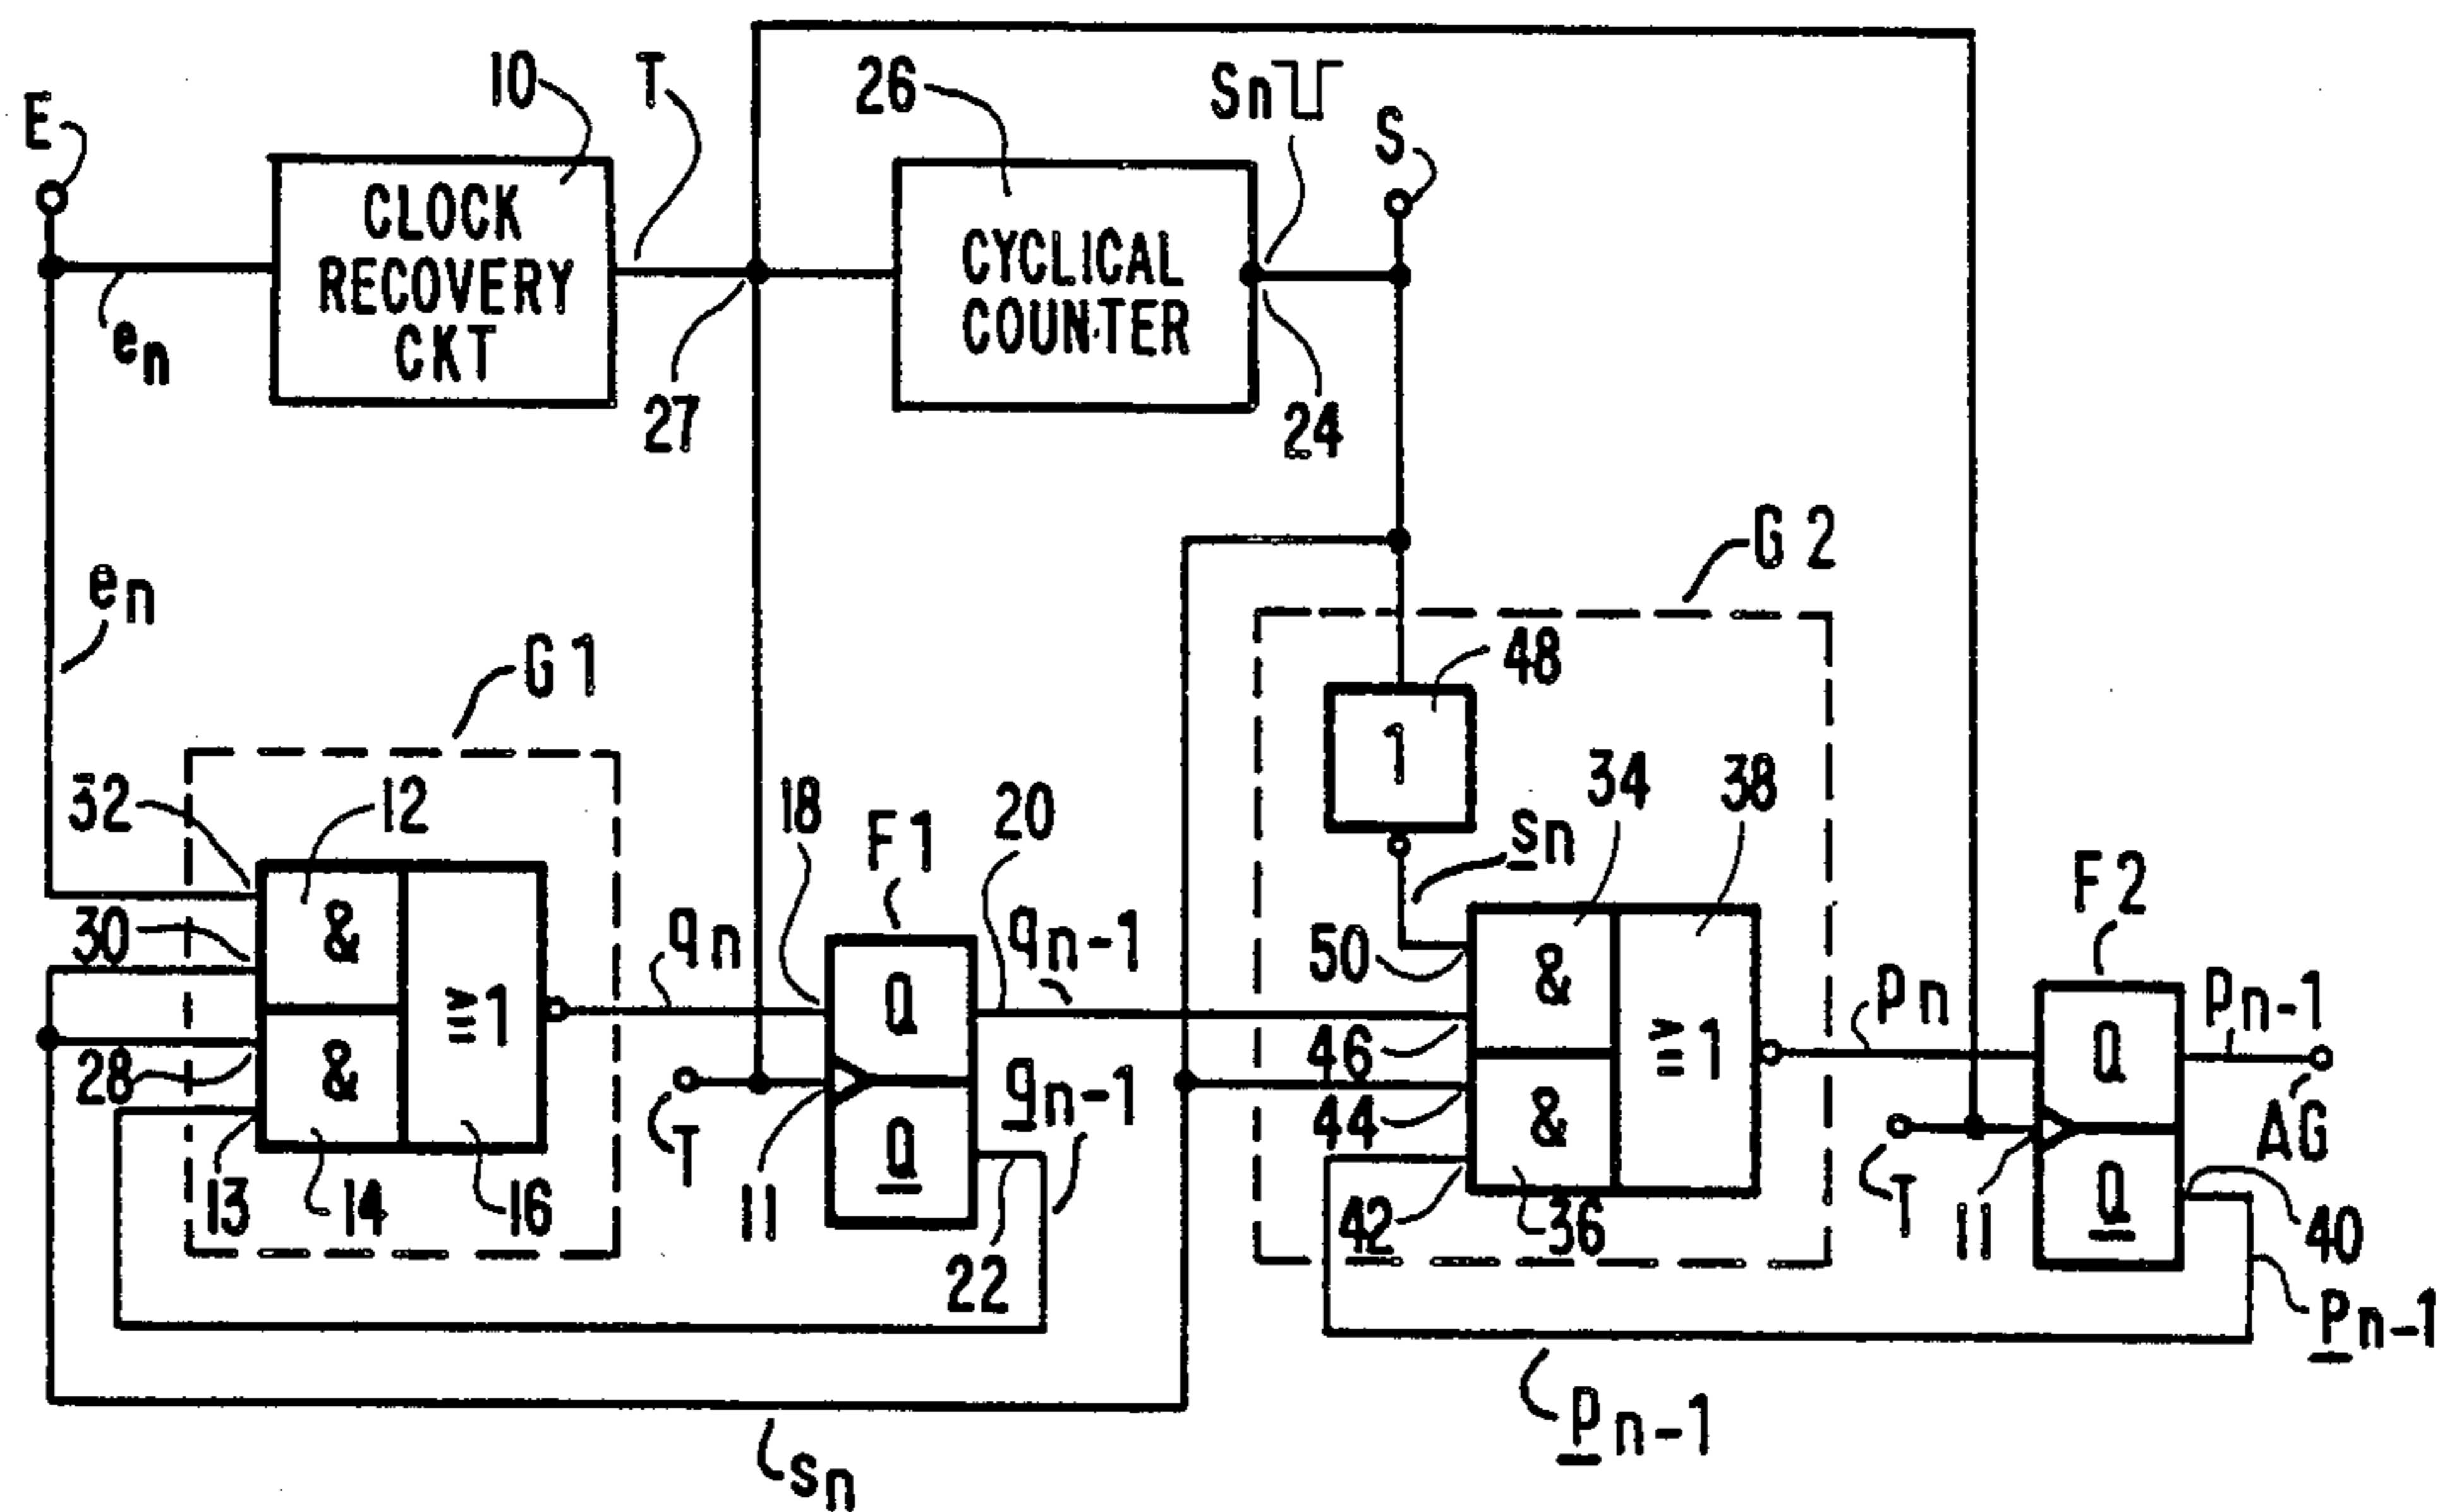 E
10
T
26
Sn
S
CLOCK
RECOVERY
CKT
CYCLICAL
COUNTER
en
27
24
en
G1
G2
48
1
32
12
18
F1
20
sn
34
38
F2
30
&
≥1
qn
Q
qn-1
50
&
≥1
pn
Q
pn-1
28
&
T
11
Q
qn-1
46
44
&
T
11
Q
AG
13
14
16
22
42
36
40
pn-1
pn-1
sn